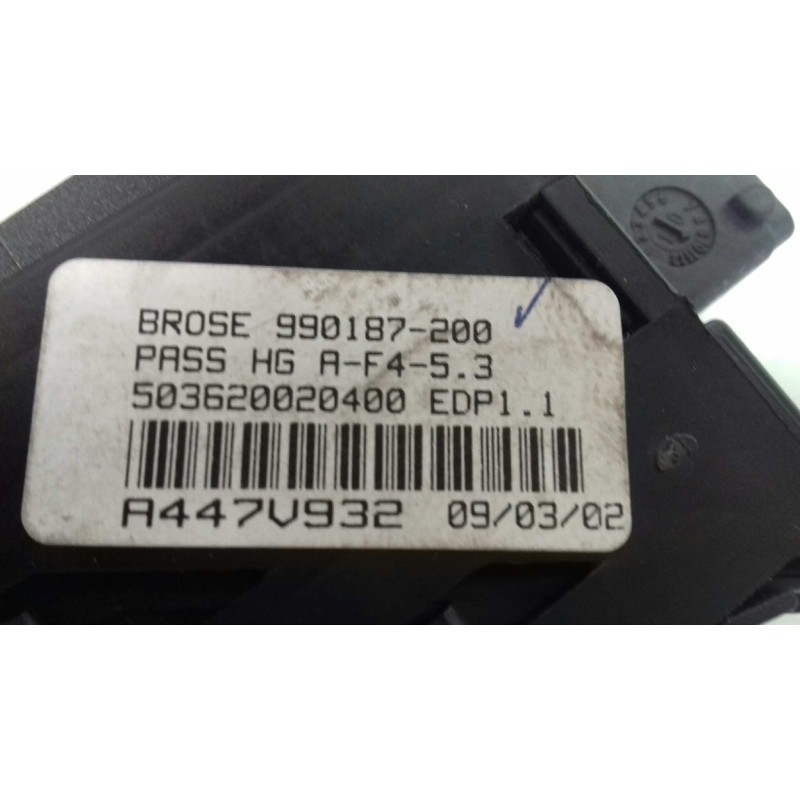 BROSE 990187-200
PASS HG A-F4-5.3
503620020400 EDP1.1
A447V932 09/03/02